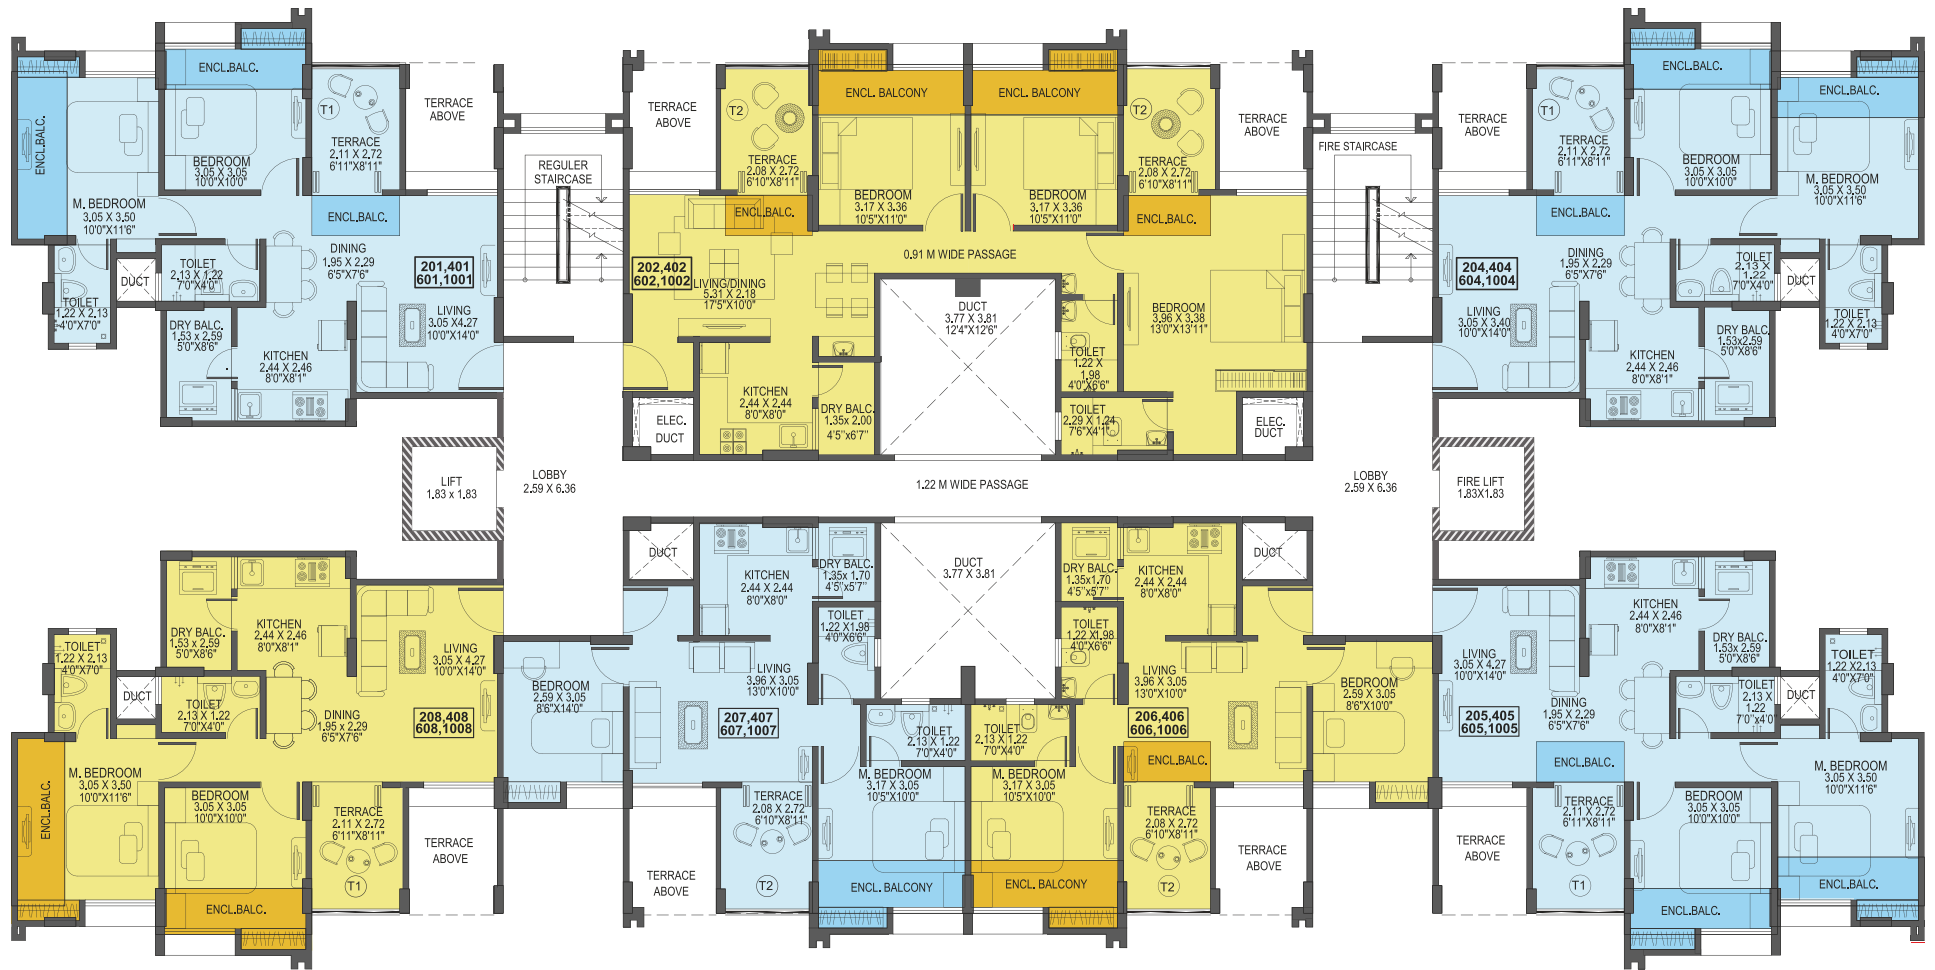 ENCL.BALC.
ENCL.BALC.
BEDROOM
3.05 X 3.05
10'0"X10'0"
M. BEDROOM
3.05 X 3.50
10'0"X11'6"
T1
TERRACE
2.11 X 2.72
6'11"X8'11"
TERRACE
ABOVE
ENCL.BALC.
DINING
1.95 X 2.29
6'5"X7'6"
201,401
601,1001
TOILET
2.13 X 1.22
7'0"X4'0"
DUCT
TOILET
1.22 X 2.13
4'0"X7'0"
DRY BALC.
1.53 x 2.59
5'0"X8'6"
KITCHEN
2.44 X 2.46
8'0"X8'1"
LIVING
3.05 X4.27
10'0"X14'0"
REGULER
STAIRCASE
TERRACE
ABOVE
T2
TERRACE
2.08 X 2.72
6'10"X8'11"
ENCL. BALCONY
ENCL. BALCONY
BEDROOM
3.17 X 3.36
10'5"X11'0"
BEDROOM
3.17 X 3.36
10'5"X11'0"
T2
TERRACE
2.08 X 2.72
6'10"X8'11"
TERRACE
ABOVE
ENCL.BALC.
ENCL.BALC.
0.91 M WIDE PASSAGE
202,402
602,1002
LIVING/DINING
5.31 X 2.18
17'5"X10'0"
DUCT
3.77 X 3.81
12'4"X12'6"
BEDROOM
3.96 X 3.38
13'0"X13'11"
TOILET
1.22 X
1.98
4'0"X6'6"
KITCHEN
2.44 X 2.44
8'0"X8'0"
DRY BALC.
1.35x 2.00
4'5"x6'7"
TOILET
2.29 X 1.24
7'6"X4'1"
ELEC.
DUCT
ELEC.
DUCT
FIRE STAIRCASE
TERRACE
ABOVE
T1
TERRACE
2.11 X 2.72
6'11"X8'11"
ENCL.BALC.
ENCL.BALC.
BEDROOM
3.05 X 3.05
10'0"X10'0"
M. BEDROOM
3.05 X 3.50
10'0"X11'6"
ENCL.BALC.
DINING
1.95 X 2.29
6'5"X7'6"
204,404
604,1004
TOILET
2.13 X
1.22
7'0"X4'0"
DUCT
TOILET
1.22 X 2.13
4'0"X7'0"
LIVING
3.05 X 3.40
10'0"X14'0"
KITCHEN
2.44 X 2.46
8'0"X8'1"
DRY BALC.
1.53x2.59
5'0"X8'6"
LIFT
1.83 x 1.83
LOBBY
2.59 X 6.36
1.22 M WIDE PASSAGE
LOBBY
2.59 X 6.36
FIRE LIFT
1.83X1.83
DRY BALC.
1.53 x 2.59
5'0"X8'6"
KITCHEN
2.44 X 2.46
8'0"X8'1"
LIVING
3.05 X 4.27
10'0"X14'0"
TOILET
1.22 X 2.13
4'0"X7'0"
DUCT
TOILET
2.13 X 1.22
7'0"X4'0"
DINING
1.95 X 2.29
6'5"X7'6"
208,408
608,1008
M. BEDROOM
3.05 X 3.50
10'0"X11'6"
BEDROOM
3.05 X 3.05
10'0"X10'0"
TERRACE
2.11 X 2.72
6'11"X8'11"
T1
TERRACE
ABOVE
ENCL.BALC.
ENCL.BALC.
DUCT
KITCHEN
2.44 X 2.44
8'0"X8'0"
DRY BALC.
1.35x 1.70
4'5"x5'7"
DUCT
3.77 X 3.81
DRY BALC.
1.35x1.70
4'5"x5'7"
KITCHEN
2.44 X 2.44
8'0"X8'0"
DUCT
BEDROOM
2.59 X 3.05
8'6"X14'0"
TOILET
1.22 X1.98
4'0"X6'6"
LIVING
3.96 X 3.05
13'0"X10'0"
207,407
607,1007
TOILET
2.13 X 1.22
7'0"X4'0"
TOILET
2.13 X 1.22
7'0"X4'0"
TOILET
1.22 X1.98
4'0"X6'6"
LIVING
3.96 X 3.05
13'0"X10'0"
206,406
606,1006
BEDROOM
2.59 X 3.05
8'6"X10'0"
ENCL.BALC.
M. BEDROOM
3.17 X 3.05
10'5"X10'0"
M. BEDROOM
3.17 X 3.05
10'5"X10'0"
TERRACE
2.08 X 2.72
6'10"X8'11"
T2
TERRACE
ABOVE
ENCL. BALCONY
ENCL. BALCONY
TERRACE
2.08 X 2.72
6'10"X8'11"
T2
TERRACE
ABOVE
KITCHEN
2.44 X 2.46
8'0"X8'1"
DRY BALC.
1.53x 2.59
5'0"X8'6"
LIVING
3.05 X 4.27
10'0"X14'0"
205,405
605,1005
DINING
1.95 X 2.29
6'5"X7'6"
TOILET
2.13 X
1.22
7'0"x4'0"
DUCT
TOILET
1.22 X2.13
4'0"X7'0"
ENCL.BALC.
M. BEDROOM
3.05 X 3.50
10'0"X11'6"
BEDROOM
3.05 X 3.05
10'0"X10'0"
TERRACE
2.11 X 2.72
6'11"X8'11"
T1
TERRACE
ABOVE
ENCL.BALC.
ENCL.BALC.